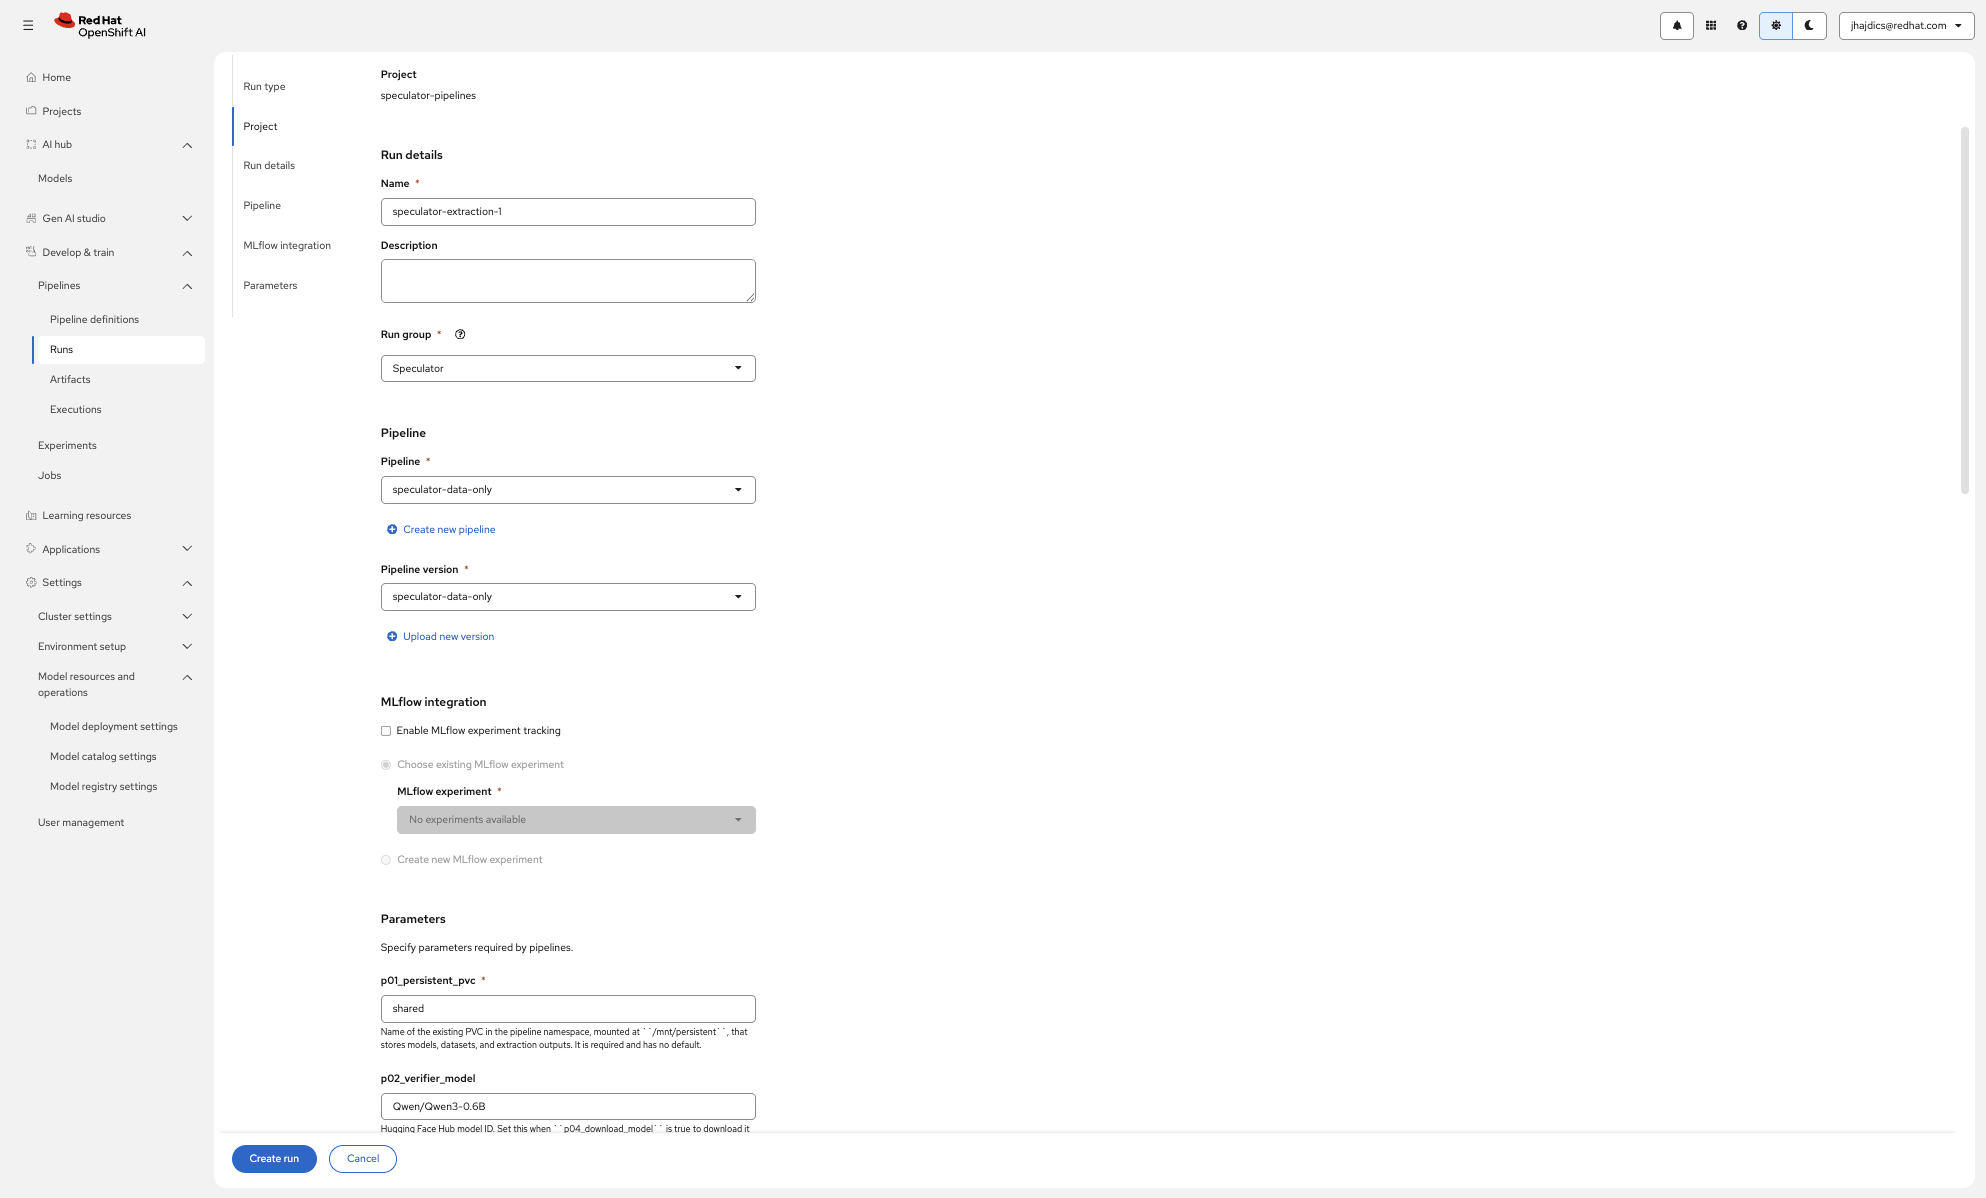 Red Hat
OpenShift AI
jhajdics@redhat.com
Home
Projects
AI hub
Models
Gen AI studio
Develop & train
Pipelines
Pipeline definitions
Runs
Artifacts
Executions
Experiments
Jobs
Learning resources
Applications
Settings
Cluster settings
Environment setup
Model resources and
operations
Model deployment settings
Model catalog settings
Model registry settings
User management
Run type
Project
Run details
Pipeline
MLflow integration
Parameters
Project
speculator-pipelines
Run details
Name *
speculator-extraction-1
Description
Run group *
Speculator
Pipeline
Pipeline *
speculator-data-only
Create new pipeline
Pipeline version *
speculator-data-only
Upload new version
MLflow integration
Enable MLflow experiment tracking
Choose existing MLflow experiment
MLflow experiment *
No experiments available
Create new MLflow experiment
Parameters
Specify parameters required by pipelines.
p01_persistent_pvc *
shared
Name of the existing PVC in the pipeline namespace, mounted at ``/mnt/persistent``, that
stores models, datasets, and extraction outputs. It is required and has no default.
p02_verifier_model
Qwen/Qwen3-0.6B
Hugging Face Hub model ID. Set this when ``p04_download_model`` is true to download it
Create run
Cancel